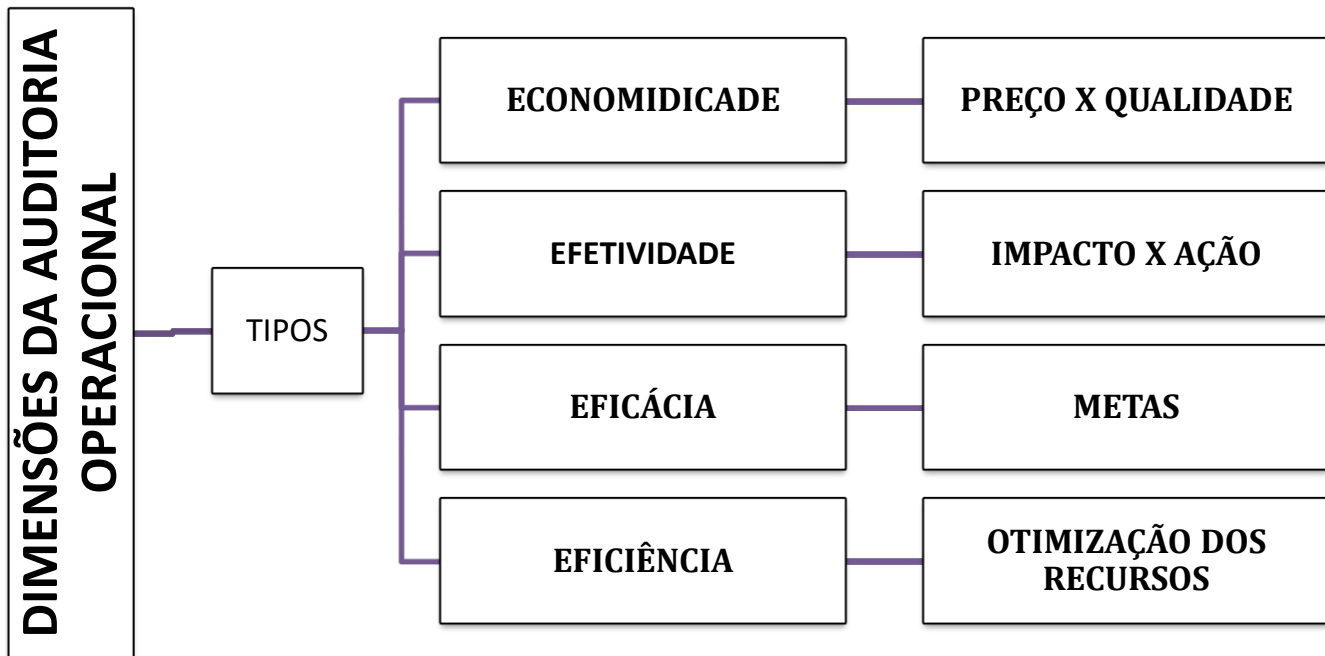 DIMENSÕES DA AUDITORIA
OPERACIONAL
TIPOS
ECONOMIDICADE
PREÇO X QUALIDADE
EFETIVIDADE
IMPACTO X AÇÃO
EFICÁCIA
METAS
EFICIÊNCIA
OTIMIZAÇÃO DOS
RECURSOS